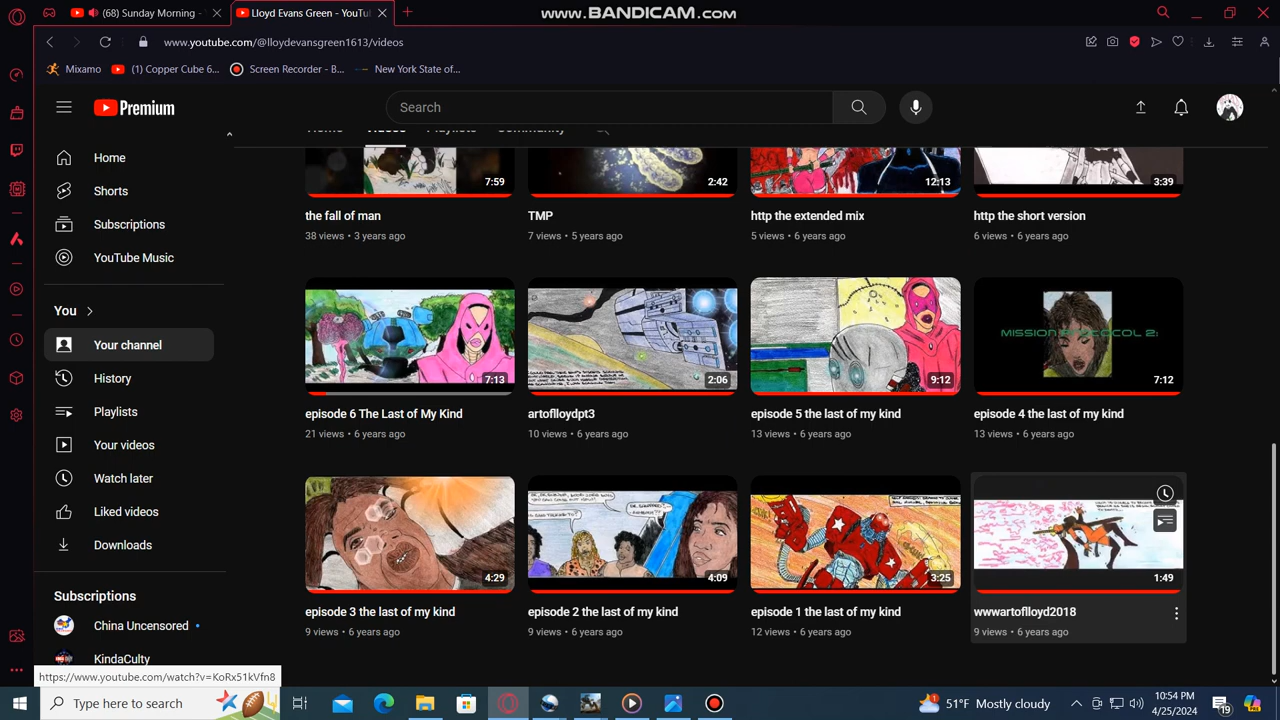 www.BANDICAM.com
(68) Sunday Morning -
Lloyd Evans Green - YouTu
www.youtube.com/@lloydevansgreen1613/videos
Mixamo
(1) Copper Cube 6...
Screen Recorder - B...
New York State of...
Premium
Search
Home
Shorts
Subscriptions
YouTube Music
You
Your channel
History
Playlists
Your videos
Watch later
Liked videos
Downloads
Subscriptions
China Uncensored
KindaCulty
Home Videos Playlists Community
7:59
2:42
12:13
3:39
the fall of man
38 views • 3 years ago
TMP
7 views • 5 years ago
http the extended mix
5 views • 6 years ago
http the short version
6 views • 6 years ago
7:13
2:06
9:12
MISSION PROTOCOL 2:
7:12
episode 6 The Last of My Kind
21 views • 6 years ago
artoflloydpt3
10 views • 6 years ago
episode 5 the last of my kind
13 views • 6 years ago
episode 4 the last of my kind
13 views • 6 years ago
4:29
4:09
3:25
1:49
episode 3 the last of my kind
9 views • 6 years ago
episode 2 the last of my kind
9 views • 6 years ago
episode 1 the last of my kind
12 views • 6 years ago
wwwartoflloyd2018
9 views • 6 years ago
https://www.youtube.com/watch?v=KoRx51kVfn8
Type here to search
51°F Mostly cloudy
10:54 PM
4/25/2024
19